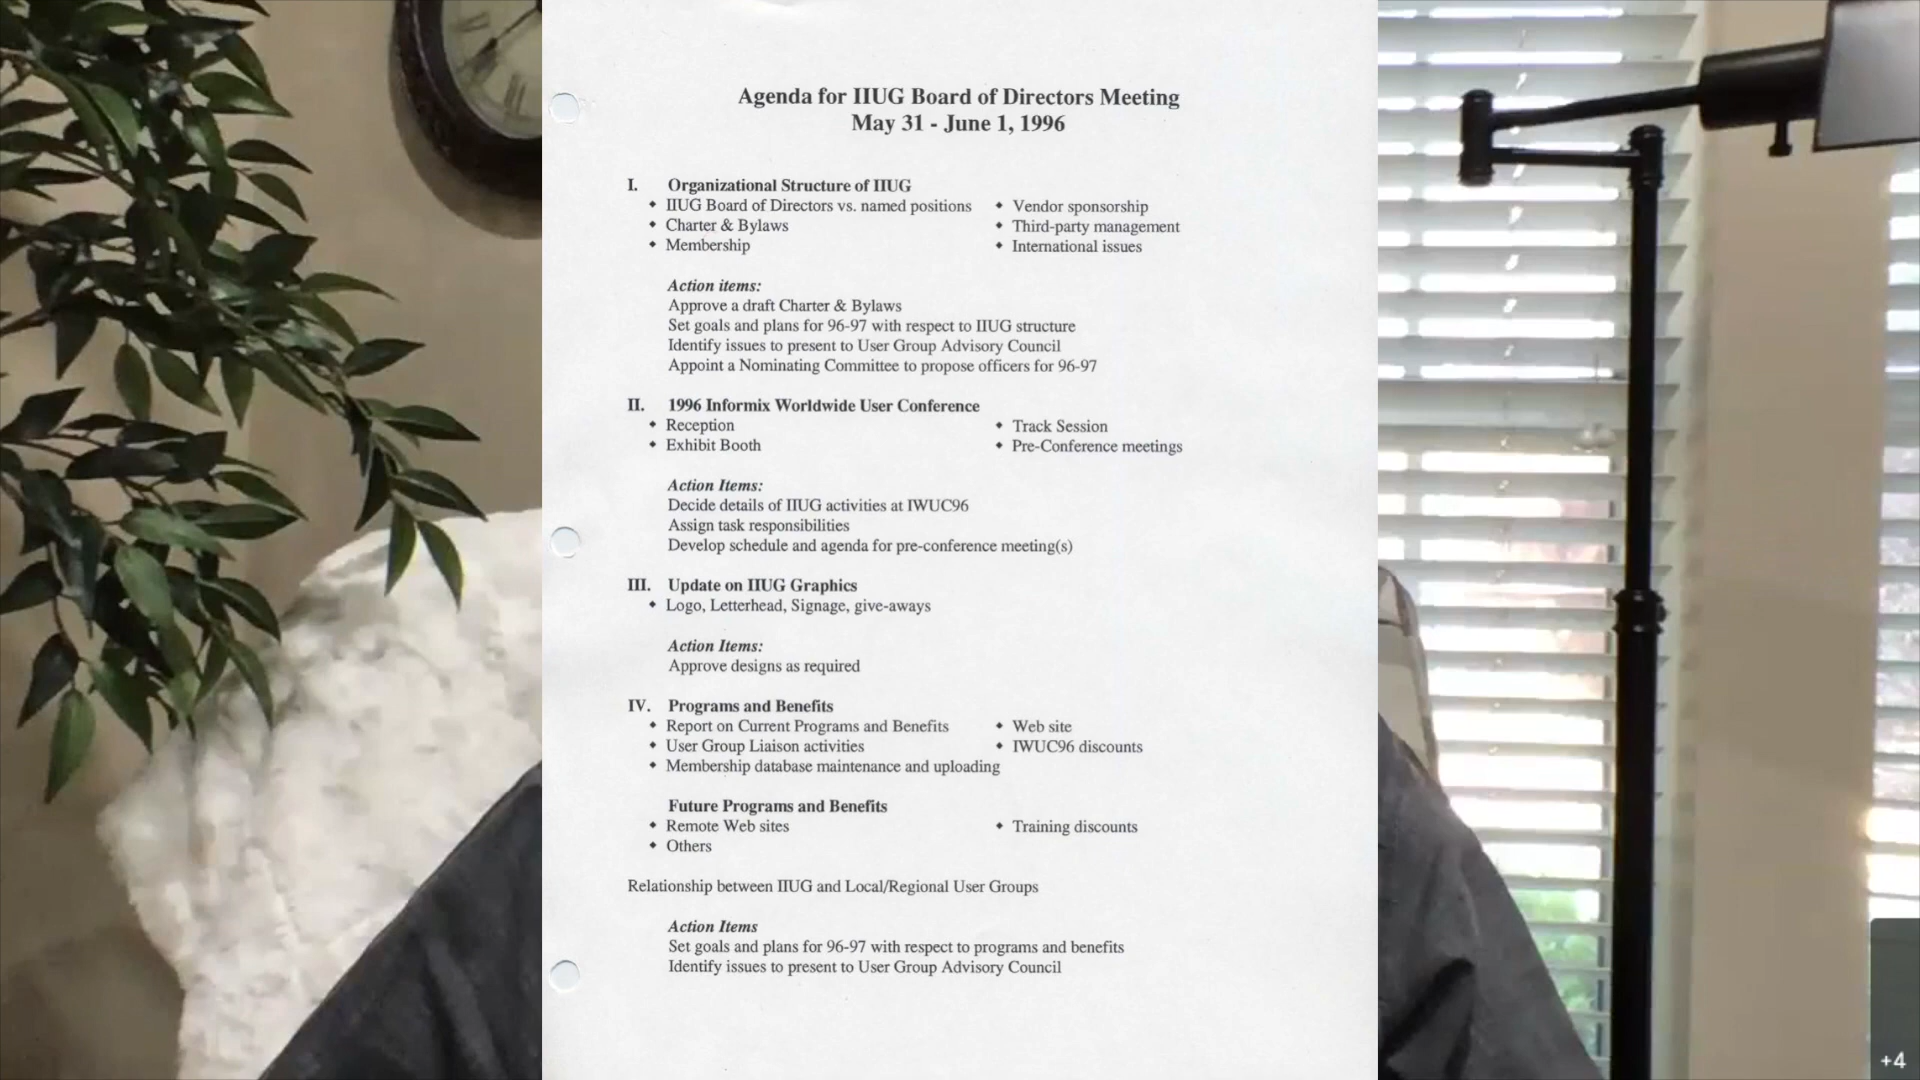 Agenda for IIUG Board of Directors Meeting
May 31 - June 1, 1996
I. Organizational Structure of IIUG
◆ IIUG Board of Directors vs. named positions ◆ Vendor sponsorship
◆ Charter & Bylaws ◆ Third-party management
◆ Membership ◆ International issues
Action items:
Approve a draft Charter & Bylaws
Set goals and plans for 96-97 with respect to IIUG structure
Identify issues to present to User Group Advisory Council
Appoint a Nominating Committee to propose officers for 96-97
II. 1996 Informix Worldwide User Conference
◆ Reception ◆ Track Session
◆ Exhibit Booth ◆ Pre-Conference meetings
Action Items:
Decide details of IIUG activities at IWUC96
Assign task responsibilities
Develop schedule and agenda for pre-conference meeting(s)
III. Update on IIUG Graphics
◆ Logo, Letterhead, Signage, give-aways
Action Items:
Approve designs as required
IV. Programs and Benefits
◆ Report on Current Programs and Benefits ◆ Web site
◆ User Group Liaison activities ◆ IWUC96 discounts
◆ Membership database maintenance and uploading
Future Programs and Benefits
◆ Remote Web sites ◆ Training discounts
◆ Others
Relationship between IIUG and Local/Regional User Groups
Action Items
Set goals and plans for 96-97 with respect to programs and benefits
Identify issues to present to User Group Advisory Council
+4